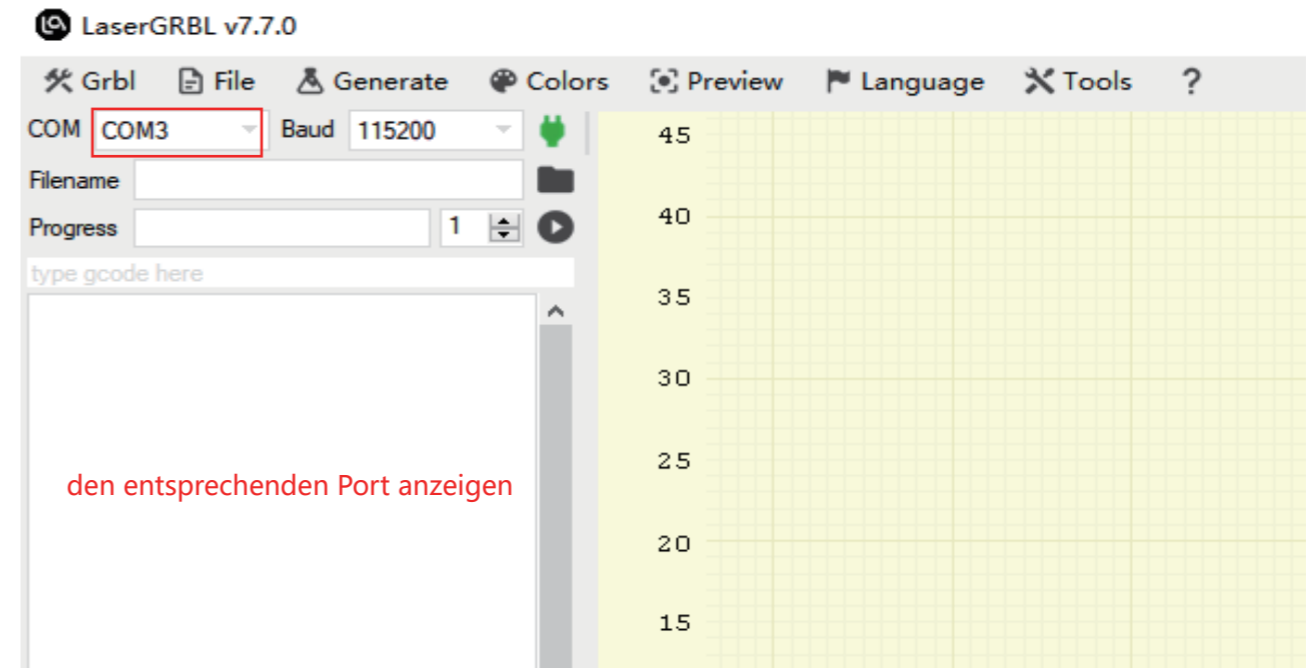 LaserGRBL v7.7.0
Grbl File Generate Colors Preview Language Tools ?
COM COM3 Baud 115200
Filename
Progress 1
type gcode here
den entsprechenden Port anzeigen
45
40
35
30
25
20
15